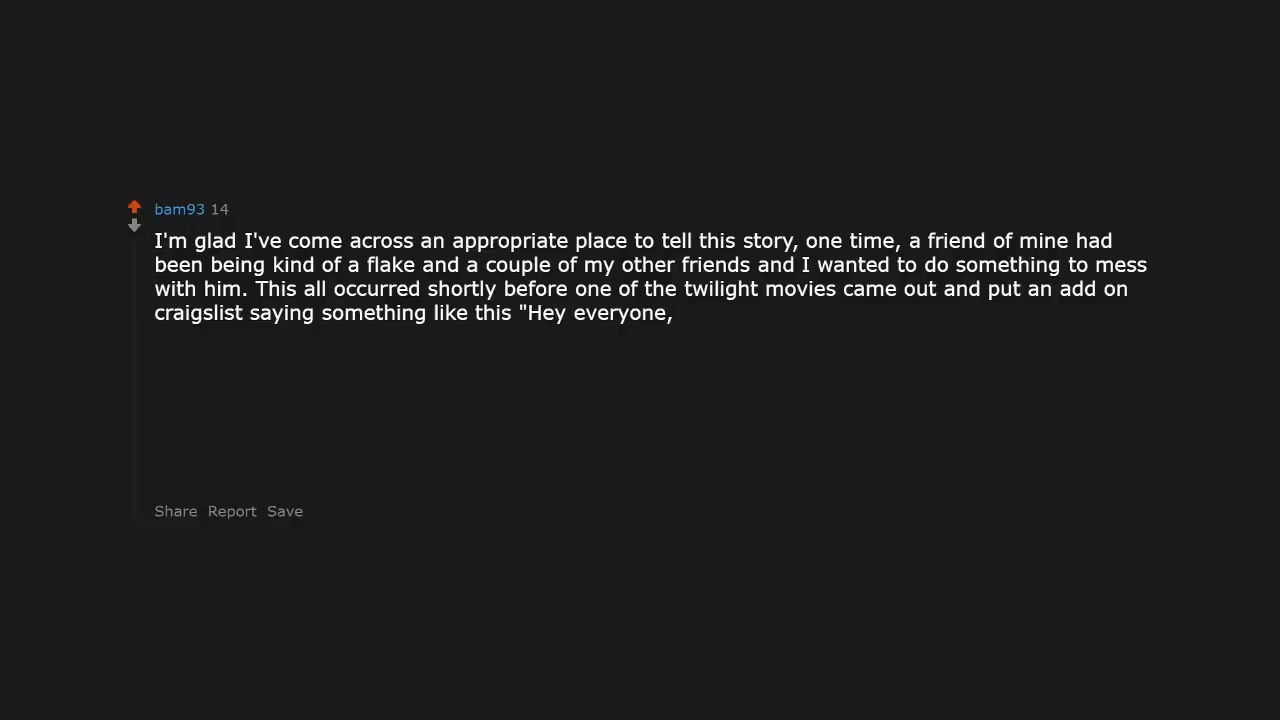 bam93 14
I'm glad I've come across an appropriate place to tell this story, one time, a friend of mine had
been being kind of a flake and a couple of my other friends and I wanted to do something to mess
with him. This all occurred shortly before one of the twilight movies came out and put an add on
craigslist saying something like this "Hey everyone,
Share Report Save